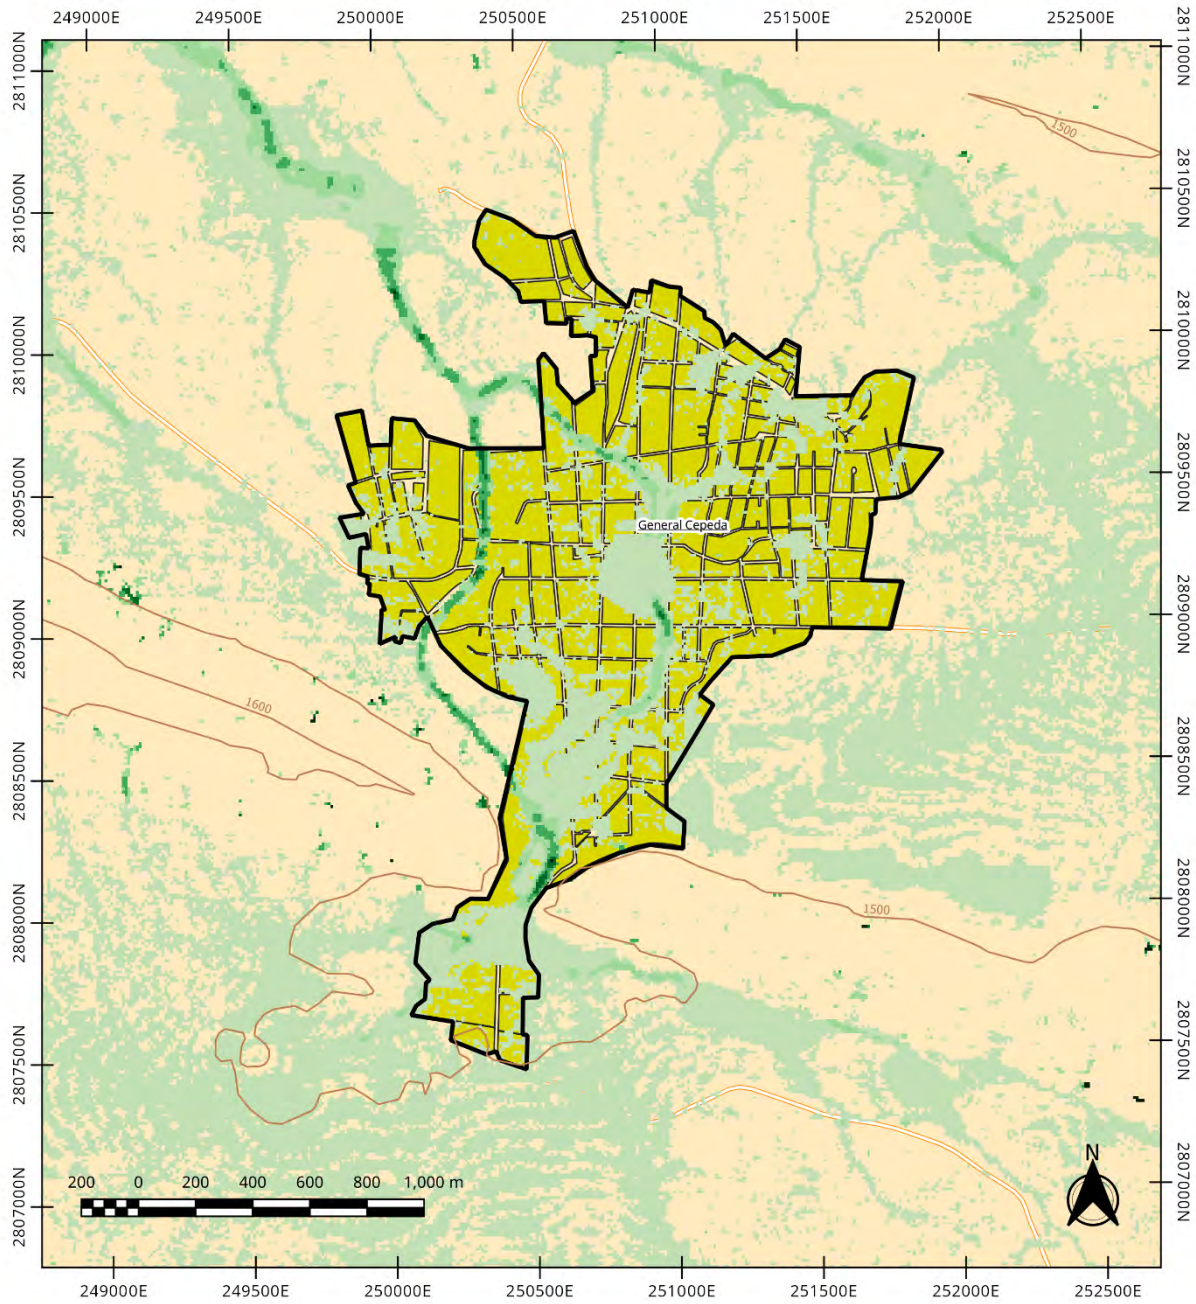 249000E 249500E 250000E 250500E 251000E 251500E 252000E 252500E
2811000N
2811000N
1500
2810500N
2810500N
2810000N
2810000N
2809500N
2809500N
General Cepeda
2809000N
2809000N
1600
2808500N
2808500N
1500
2808000N
2808000N
2807500N
2807500N
N
200 0 200 400 600 800 1,000 m
2807000N
2807000N
249000E 249500E 250000E 250500E 251000E 251500E 252000E 252500E